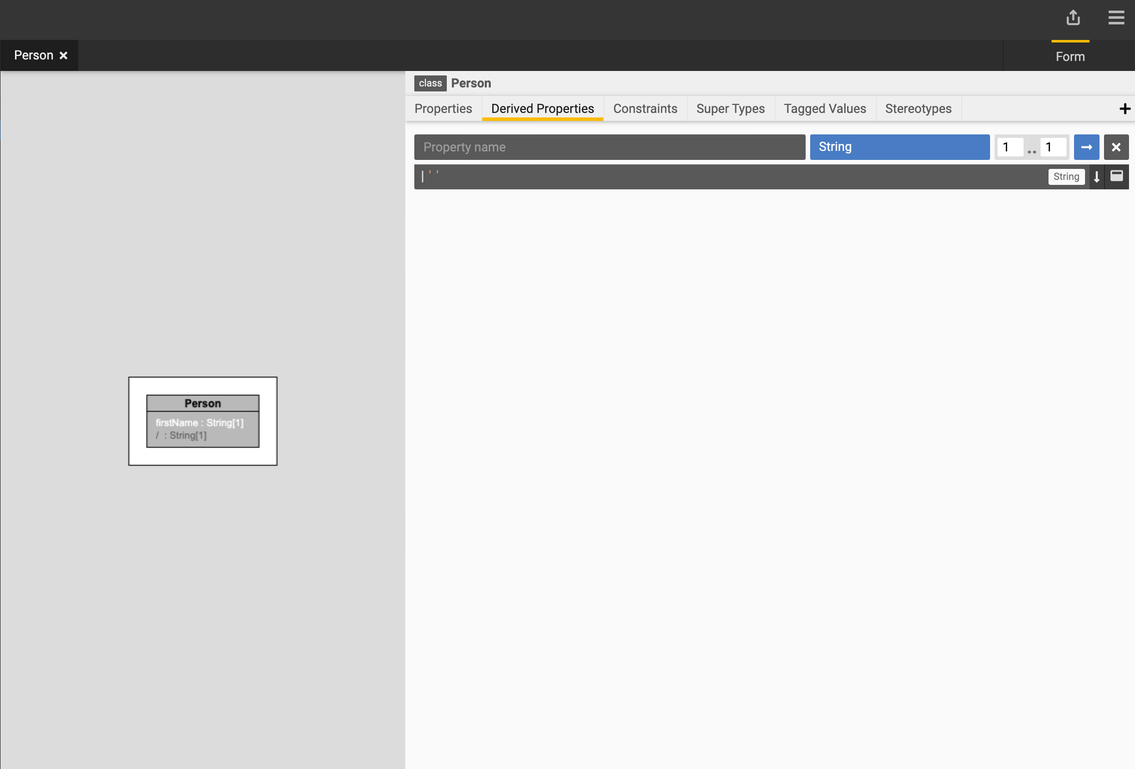 Person
Form
class Person
Properties Derived Properties Constraints Super Types Tagged Values Stereotypes
Property name String 1 .. 1
| ' ' String
Person
firstName : String[1]
/ : String[1]